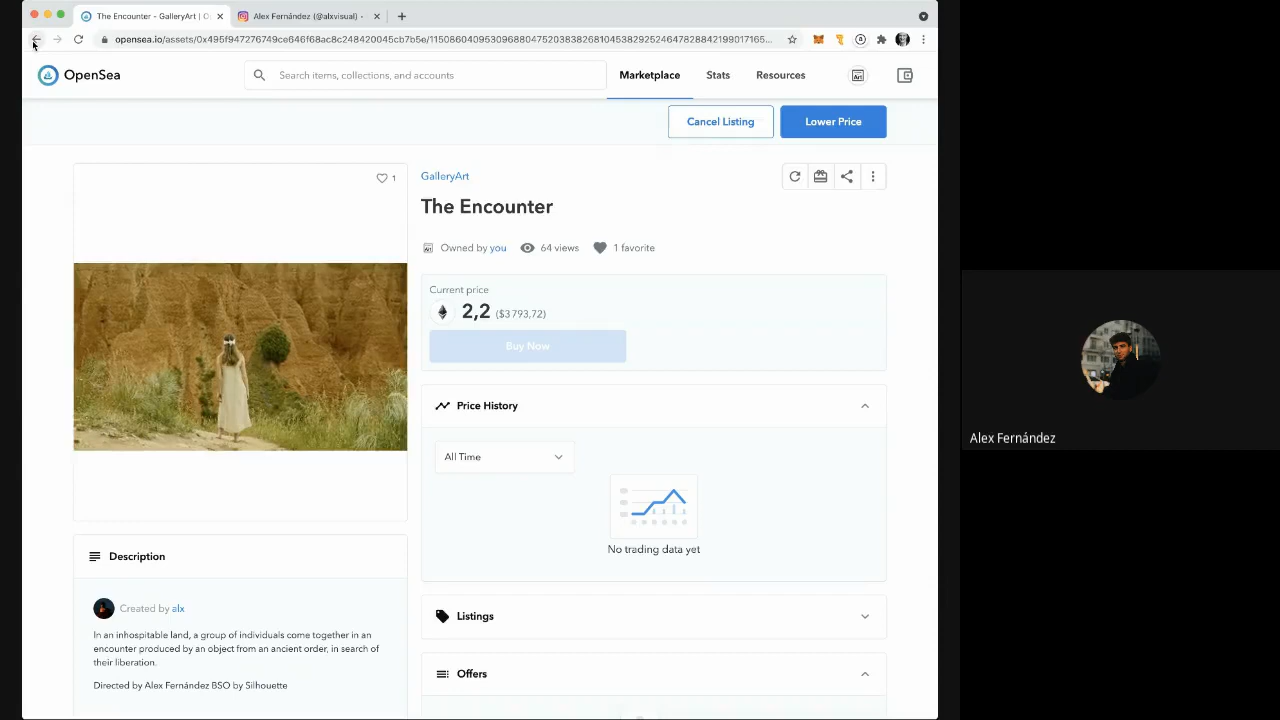 The Encounter - GalleryArt | O
Alex Fernández (@alxvisual) ·
opensea.io/assets/0x495f947276749ce646f68ac8c248420045cb7b5e/11508604095309688047520383826810453829252464782884219901716​5...
OpenSea
Search items, collections, and accounts
Marketplace
Stats
Resources
Art
Cancel Listing
Lower Price
1
GalleryArt
The Encounter
Art
Owned by you
64 views
1 favorite
Current price
2,2 ($3 793,72)
Buy Now
Price History
All Time
No trading data yet
Description
Listings
Created by alx
In an inhospitable land, a group of individuals come together in an
encounter produced by an object from an ancient order, in search of
their liberation.
Directed by Alex Fernández BSO by Silhouette
Offers
Alex Fernández